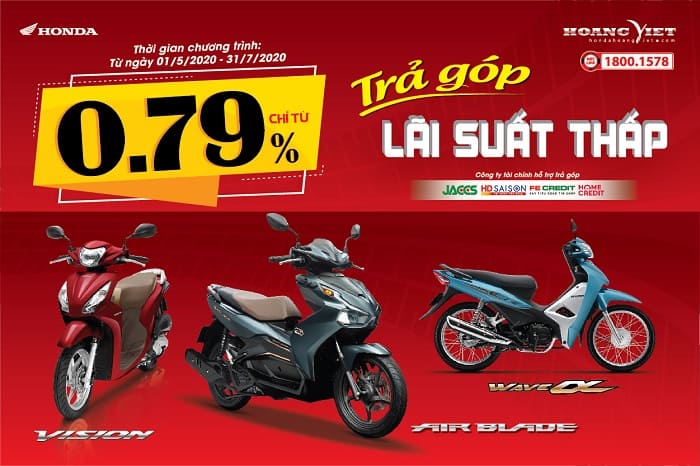 HONDA
Thời gian chương trình:
Từ ngày 01/5/2020 - 31/7/2020
CHỈ TỪ
0.79%
HOANG VIET
hondahoangviet.com
1800.1578
Trả góp
LÃI SUẤT THẤP
Công ty tài chính hỗ trợ trả góp
JACCS HD SAISON FE CREDIT HOME CREDIT
VISION
AIR BLADE
WAVE α